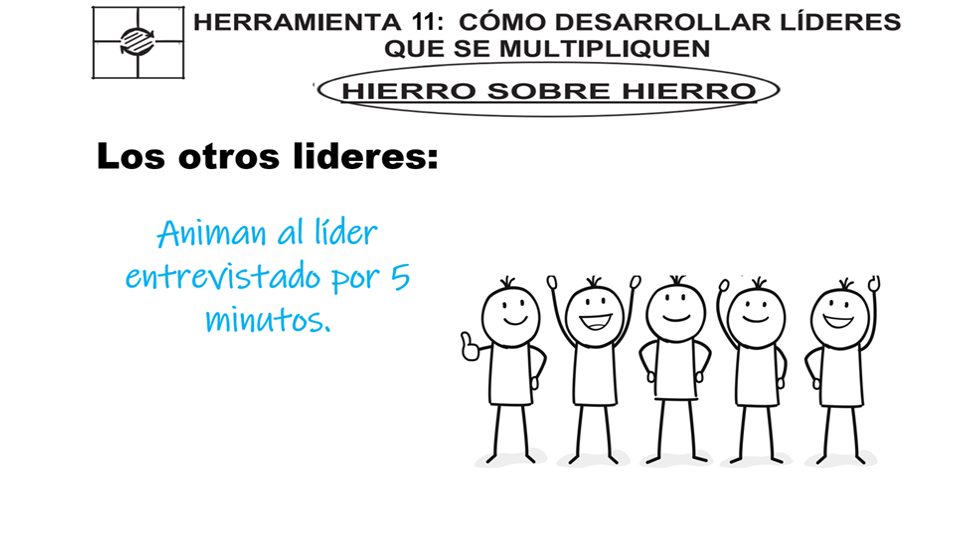 HERRAMIENTA 11: CÓMO DESARROLLAR LÍDERES
QUE SE MULTIPLIQUEN
HIERRO SOBRE HIERRO
Los otros lideres:
Animan al líder
entrevistado por 5
minutos.